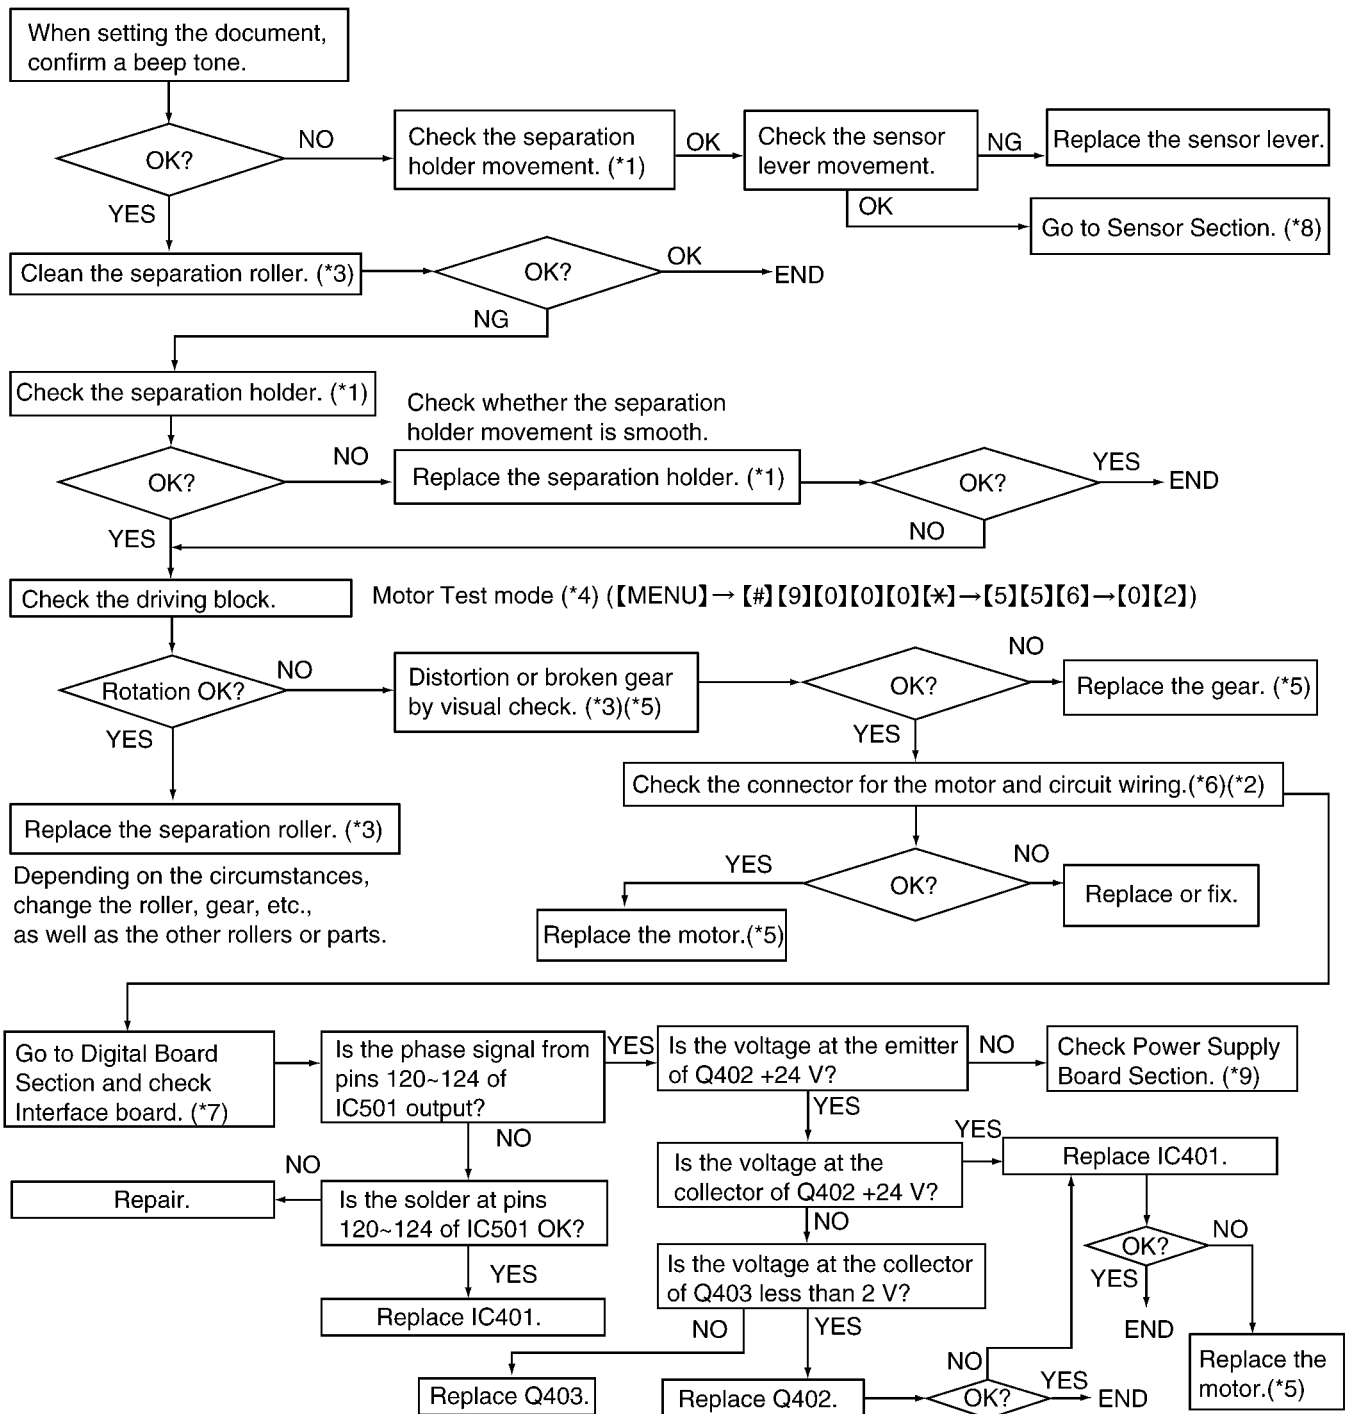 When setting the document,
confirm a beep tone.
OK?
NO
YES
Check the separation
holder movement. (*1)
OK
Check the sensor
lever movement.
NG
Replace the sensor lever.
OK
Go to Sensor Section. (*8)
Clean the separation roller. (*3)
OK?
OK
END
NG
Check the separation holder. (*1)
Check whether the separation
holder movement is smooth.
OK?
NO
Replace the separation holder. (*1)
OK?
YES
END
NO
YES
Check the driving block.
Motor Test mode (*4) (【MENU】→ 【#】【9】【0】【0】【0】【*】→【5】【5】【6】→【0】【2】)
Rotation OK?
NO
Distortion or broken gear
by visual check. (*3)(*5)
OK?
NO
Replace the gear. (*5)
YES
YES
Check the connector for the motor and circuit wiring.(*6)(*2)
Replace the separation roller. (*3)
Depending on the circumstances,
change the roller, gear, etc.,
as well as the other rollers or parts.
YES
OK?
NO
Replace or fix.
Replace the motor.(*5)
Go to Digital Board
Section and check
Interface board. (*7)
Is the phase signal from
pins 120~124 of
IC501 output?
YES
Is the voltage at the emitter
of Q402 +24 V?
NO
Check Power Supply
Board Section. (*9)
NO
YES
Is the solder at pins
120~124 of IC501 OK?
NO
Repair.
YES
Replace IC401.
Is the voltage at the
collector of Q402 +24 V?
YES
Replace IC401.
NO
Is the voltage at the collector
of Q403 less than 2 V?
OK?
NO
YES
END
Replace the
motor.(*5)
NO
YES
Replace Q403.
Replace Q402.
OK?
NO
YES
END